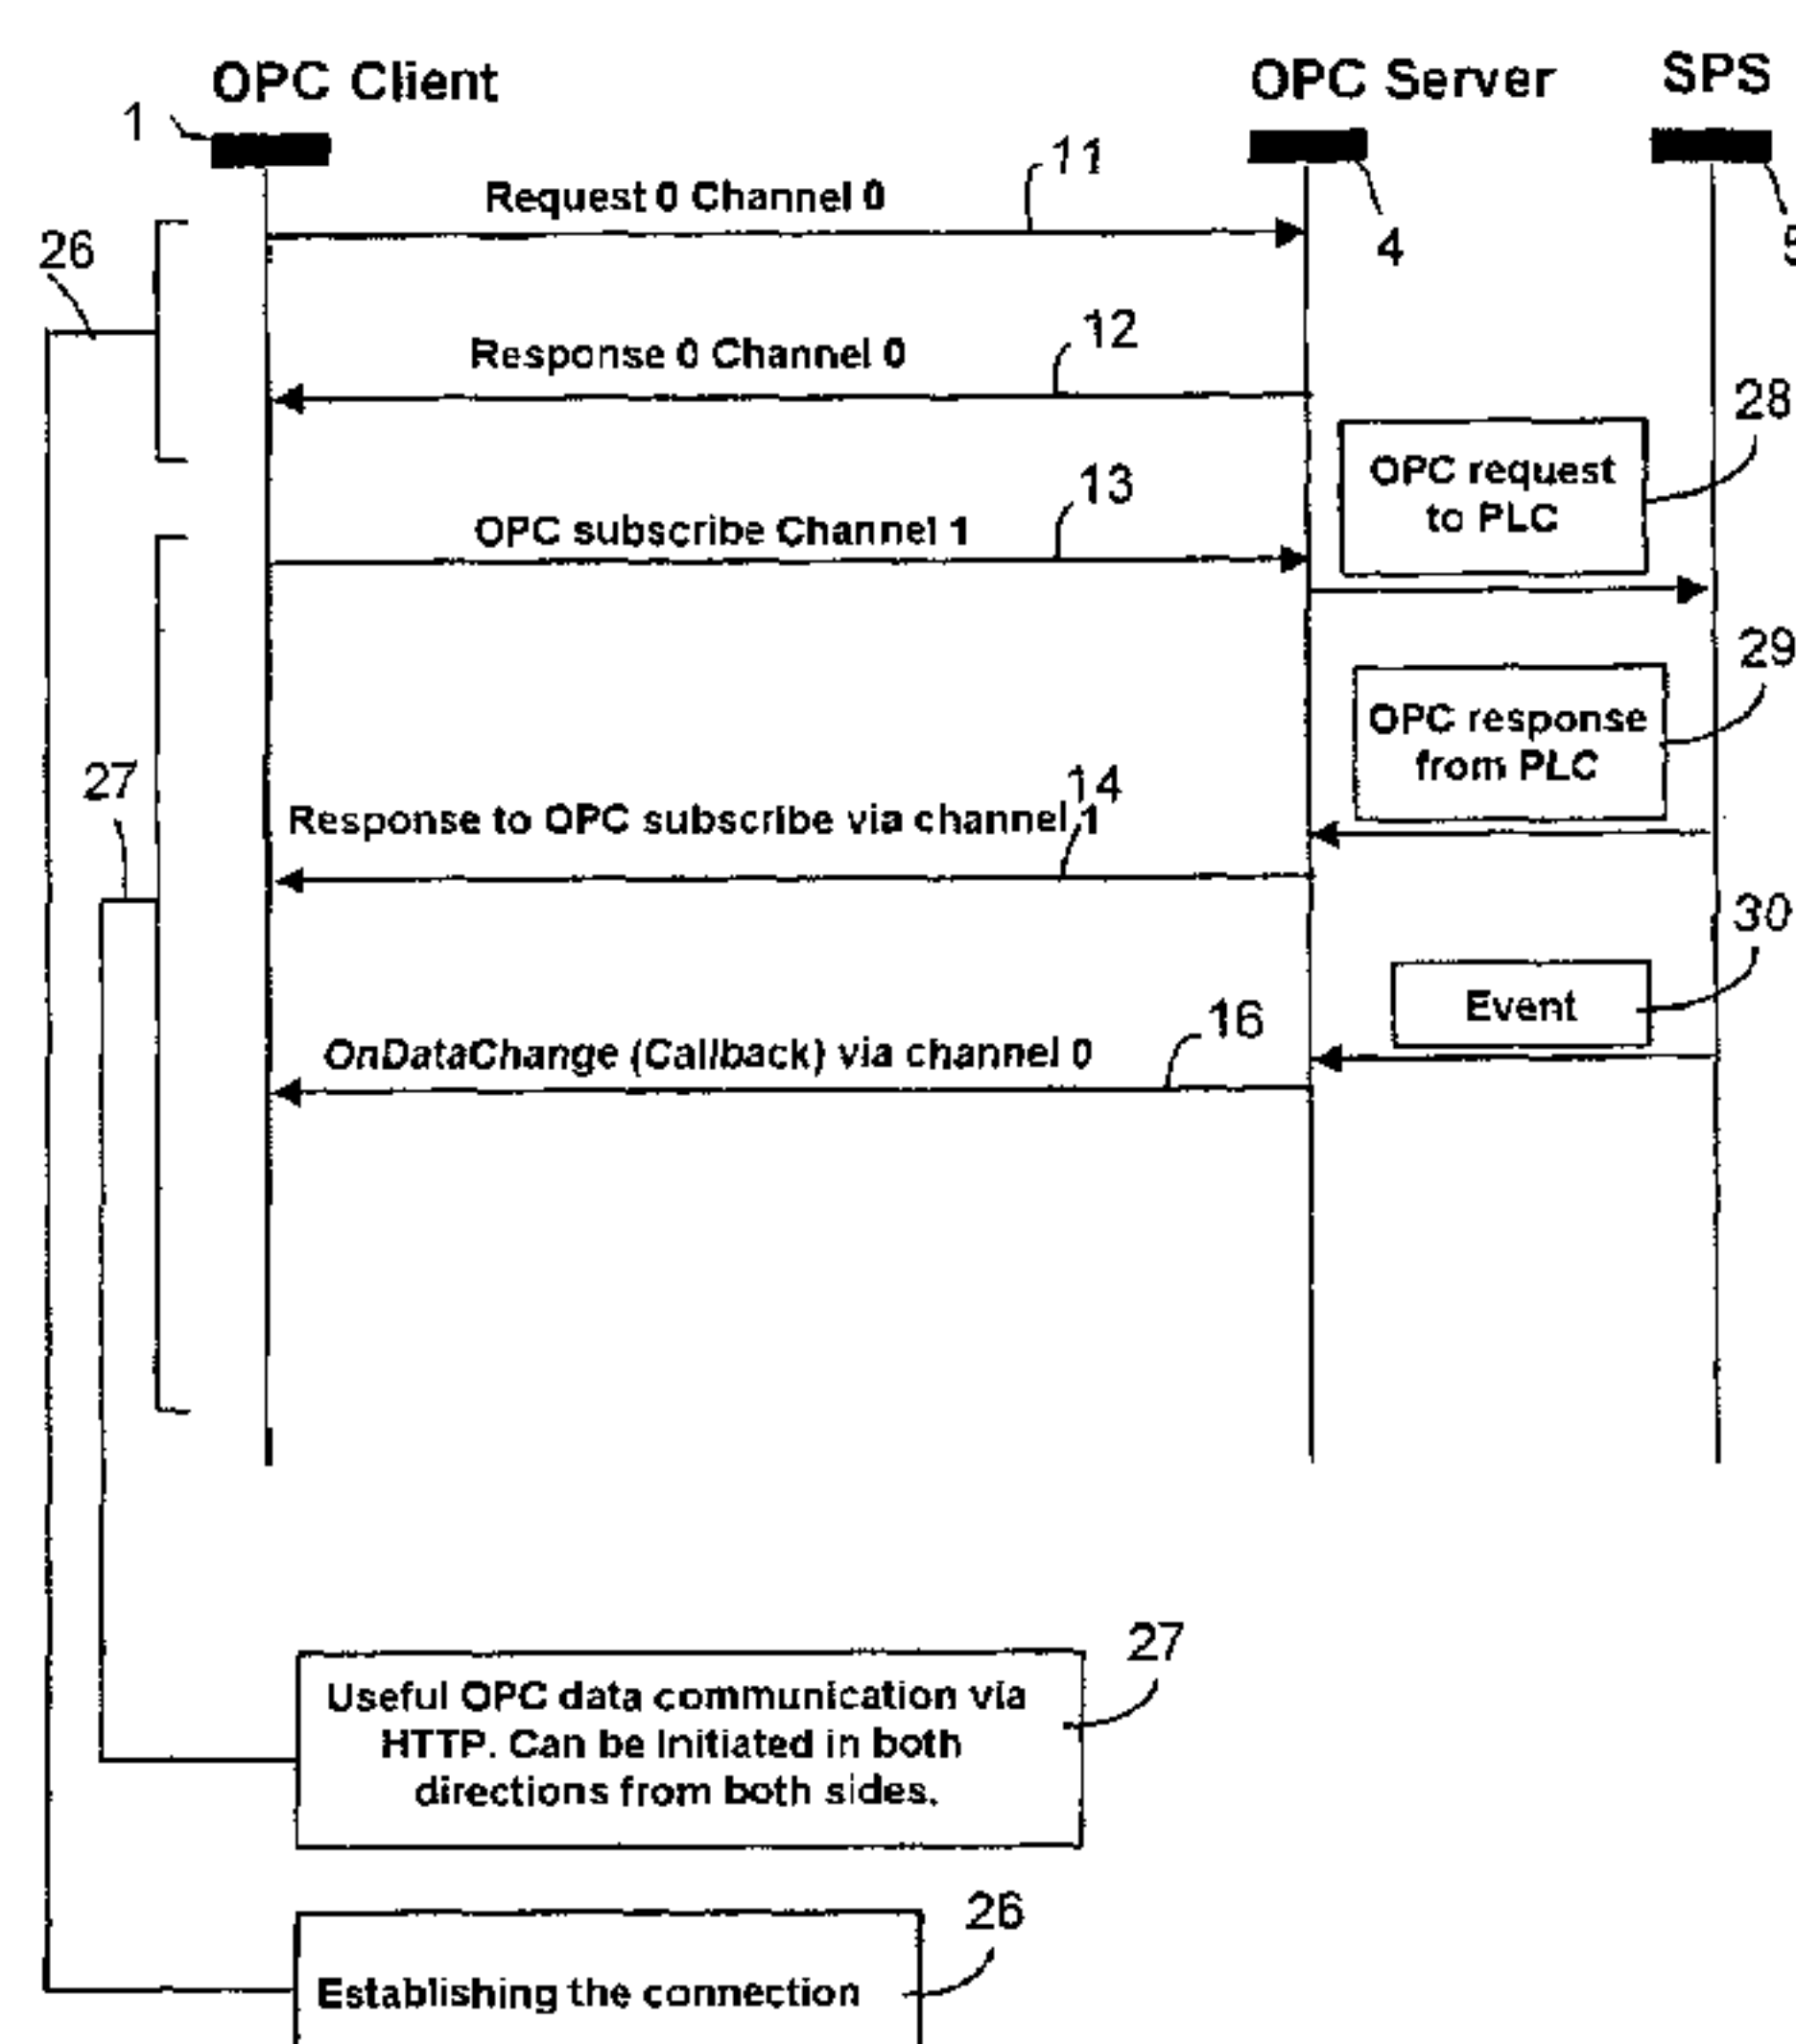 OPC Client
OPC Server
SPS
1
4
11
Request 0 Channel 0
26
12
Response 0 Channel 0
28
OPC request
to PLC
13
OPC subscribe Channel 1
29
OPC response
from PLC
27
14
Response to OPC subscribe via channel 1
30
Event
16
OnDataChange (Callback) via channel 0
27
Useful OPC data communication via
HTTP. Can be Initiated in both
directions from both sides.
26
Establishing the connection